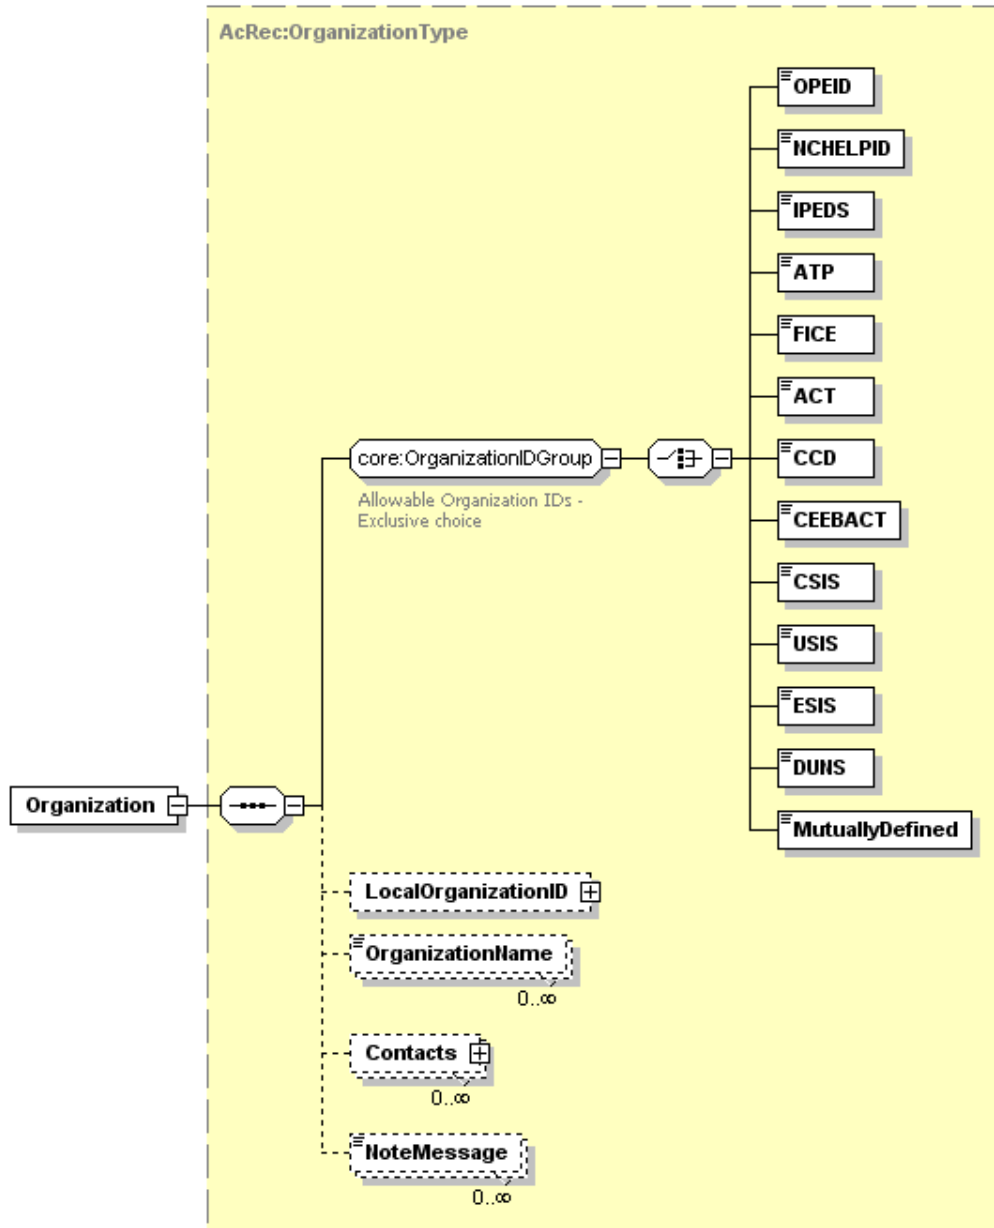 AcRec:OrganizationType
OPEID
NCHELPID
IPEDS
ATP
FICE
ACT
core:OrganizationIDGroup
CCD
Allowable Organization IDs -
Exclusive choice
CEEBACT
CSIS
USIS
ESIS
DUNS
Organization
MutuallyDefined
LocalOrganizationID
OrganizationName
0..∞
Contacts
0..∞
NoteMessage
0..∞